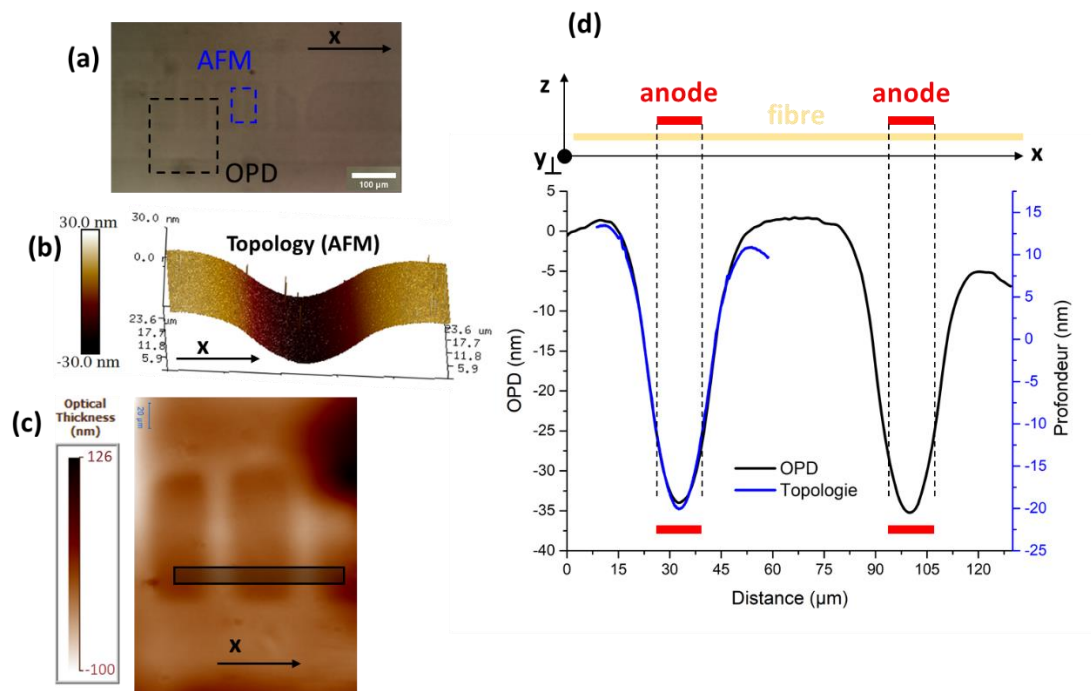 (a)
x
AFM
OPD
100 µm
(b)
30.0 nm
-30.0 nm
Topology (AFM)
30.0 nm
0.0 nm
23.6 µm
17.7
11.8
5.9
x
23.6 um
17.7
11.8
5.9
(c)
Optical
Thickness
(nm)
126
-100
20 µm
x
(d)
z
anode
anode
fibre
y⊥
x
5
0
-5
-10
-15
-20
-25
-30
-35
-40
OPD (nm)
15
10
5
0
-5
-10
-15
-20
-25
Profondeur (nm)
OPD
Topologie
0
15
30
45
60
75
90
105
120
Distance (µm)